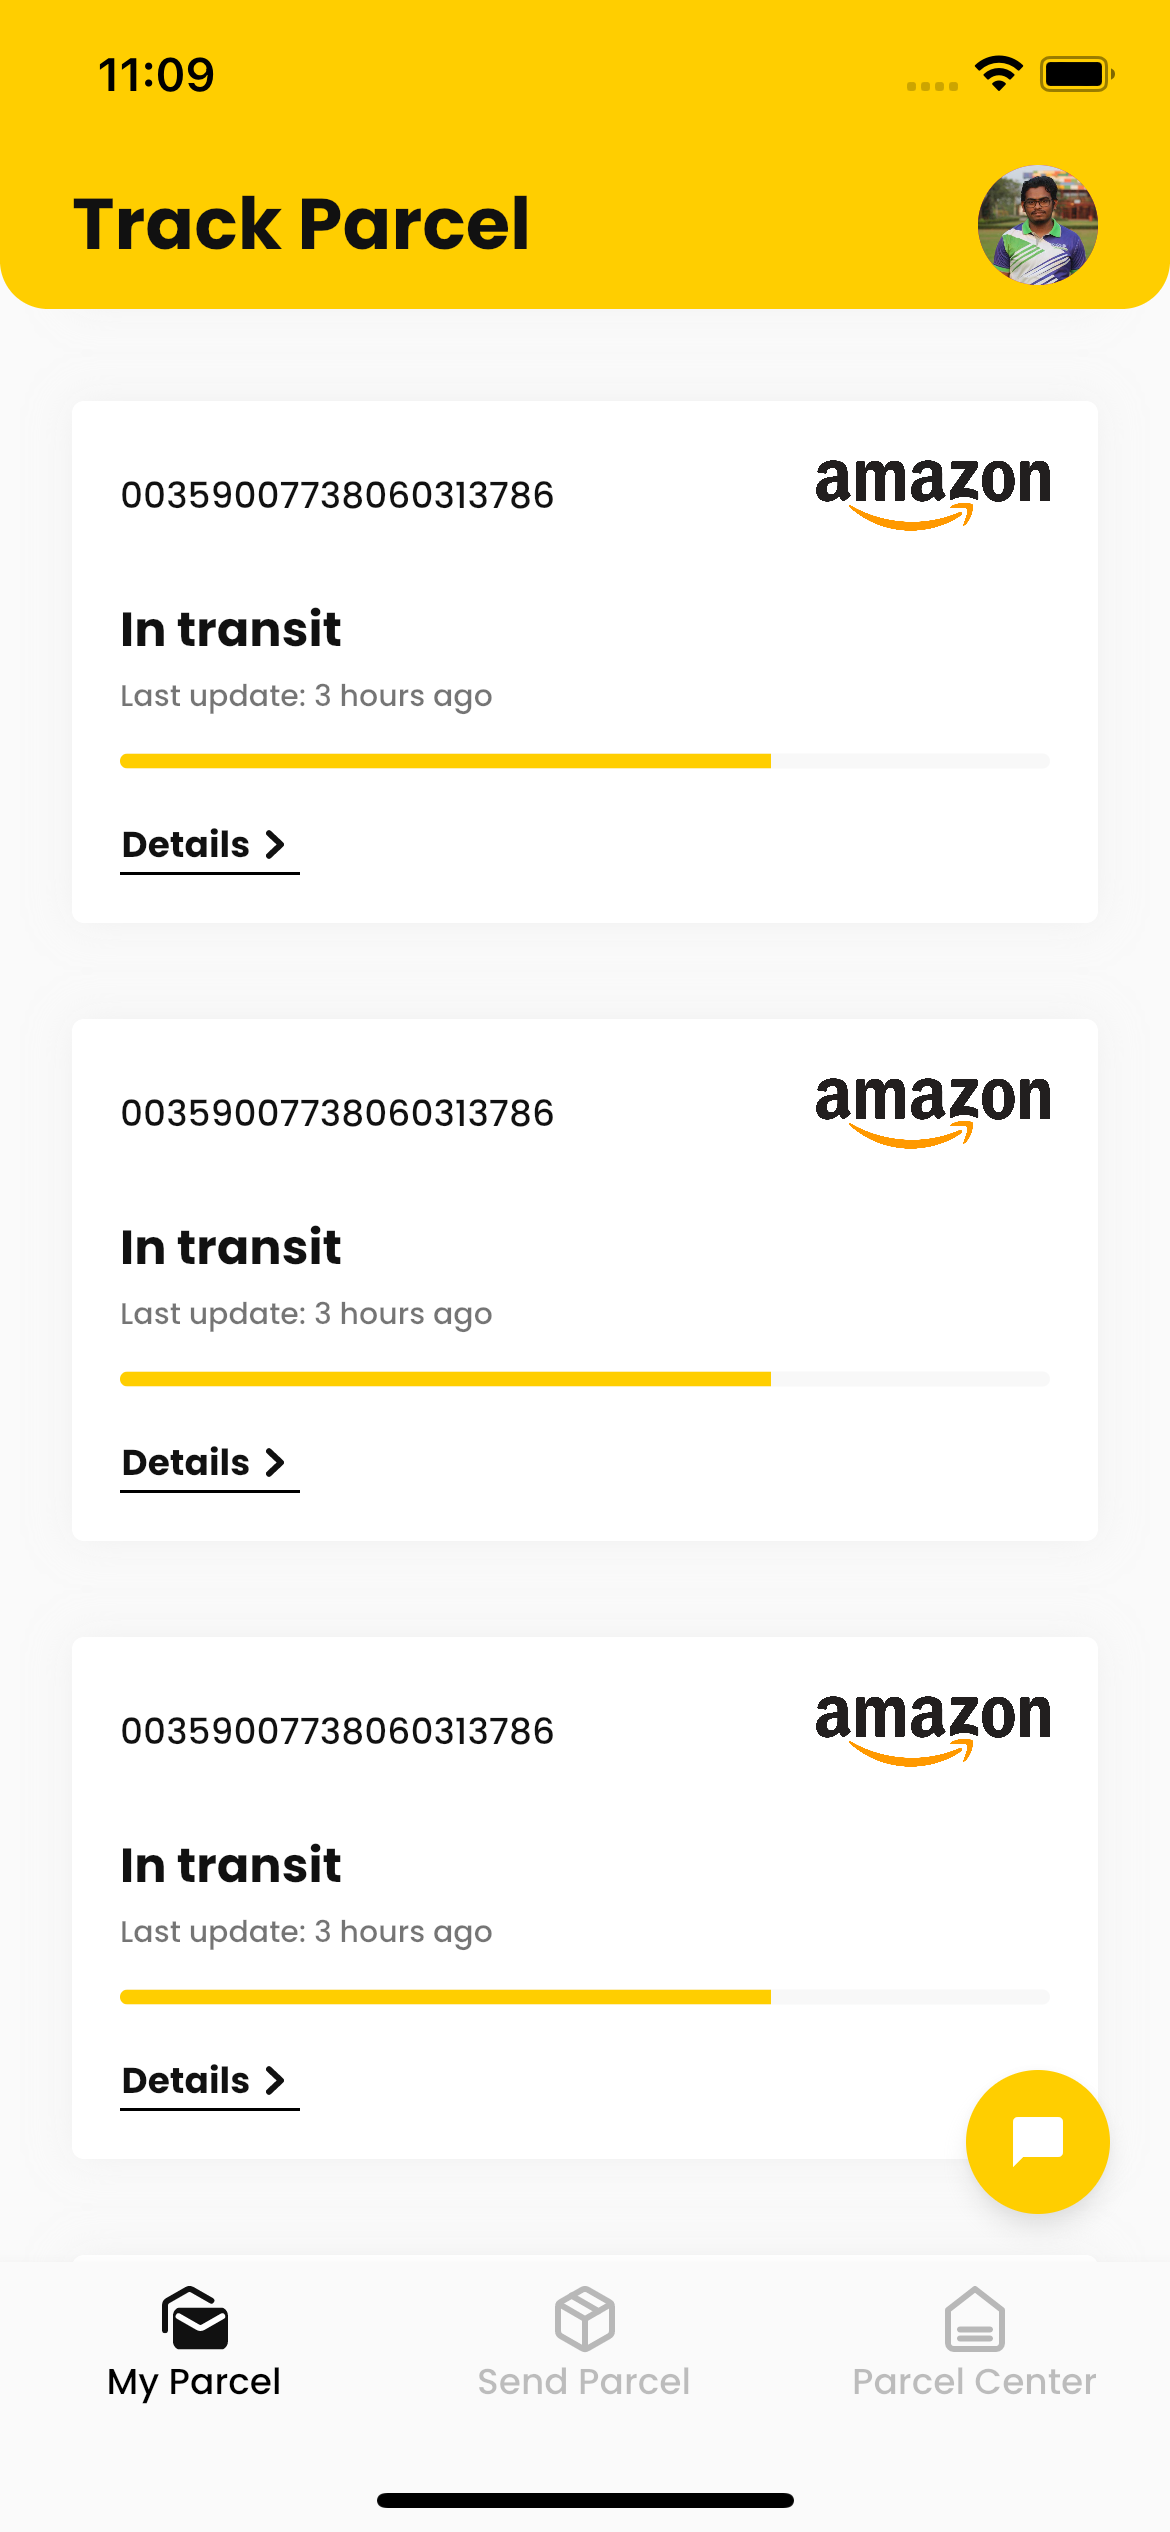 11:09
Track Parcel
00359007738060313786
amazon
In transit
Last update: 3 hours ago
Details
00359007738060313786
amazon
In transit
Last update: 3 hours ago
Details
00359007738060313786
amazon
In transit
Last update: 3 hours ago
Details
My Parcel
Send Parcel
Parcel Center